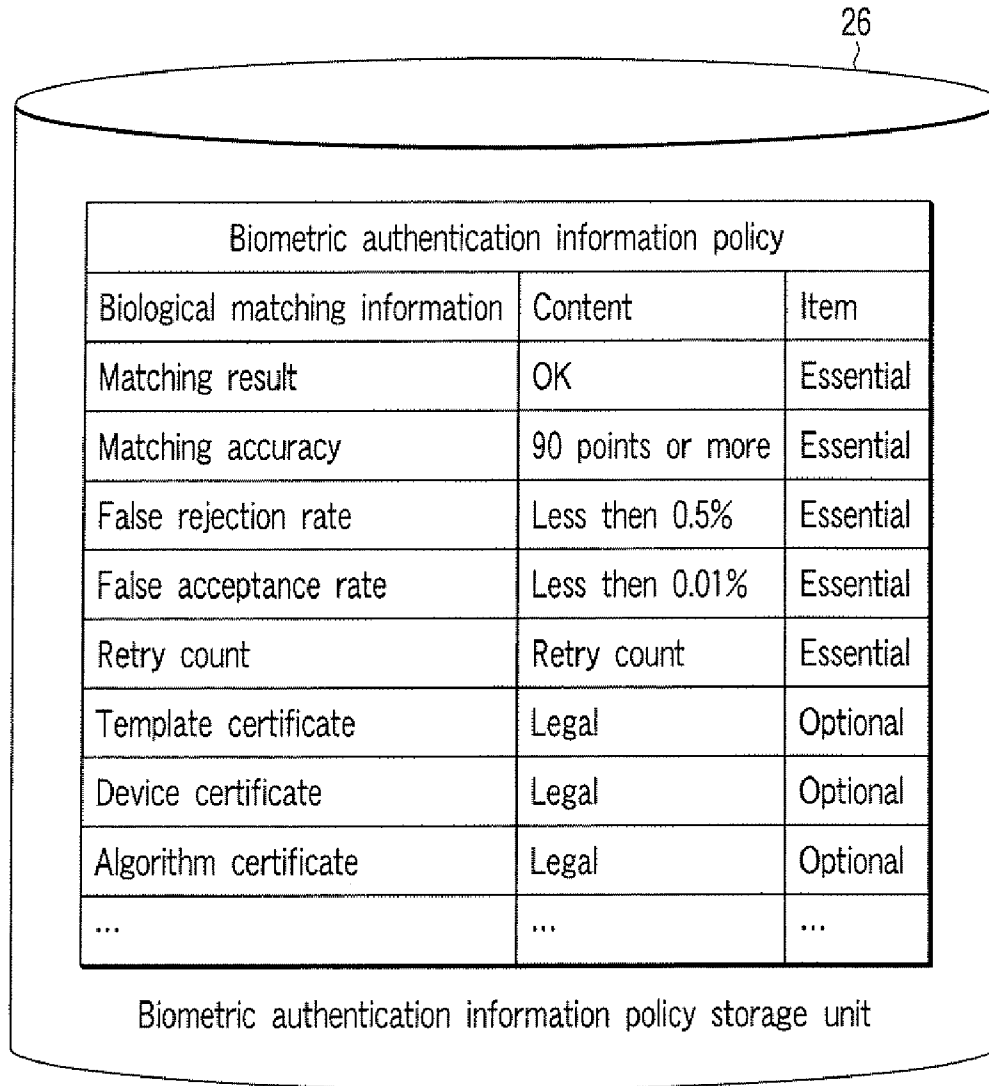 26
Biometric authentication information policy
Biological matching information Content Item
Matching result OK Essential
Matching accuracy 90 points or more Essential
False rejection rate Less then 0.5% Essential
False acceptance rate Less then 0.01% Essential
Retry count Retry count Essential
Template certificate Legal Optional
Device certificate Legal Optional
Algorithm certificate Legal Optional
... ... ...
Biometric authentication information policy storage unit